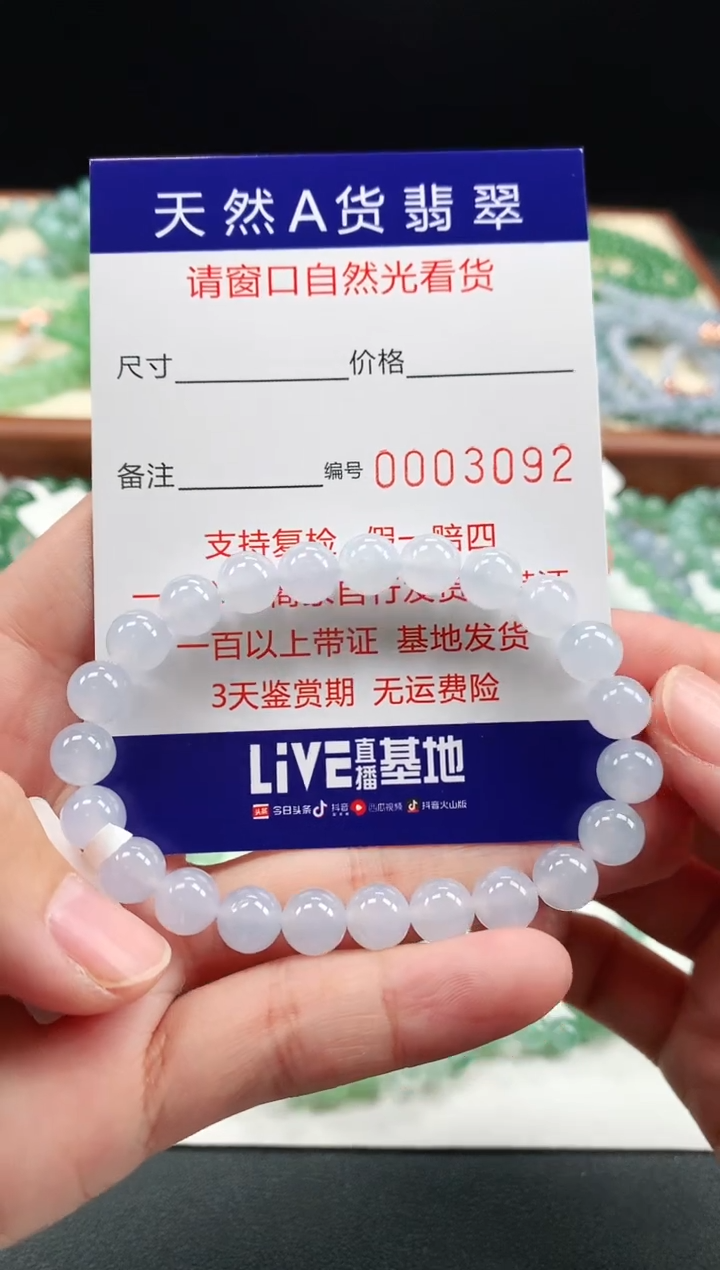 天然A货翡翠
请窗口自然光看货
尺寸 价格
备注 编号 0003092
支持复检 假一赔四
一百以上带证 基地发货
3天鉴赏期 无运费险
LiVE直播基地
头条 今日头条 抖音 西瓜视频 抖音火山版